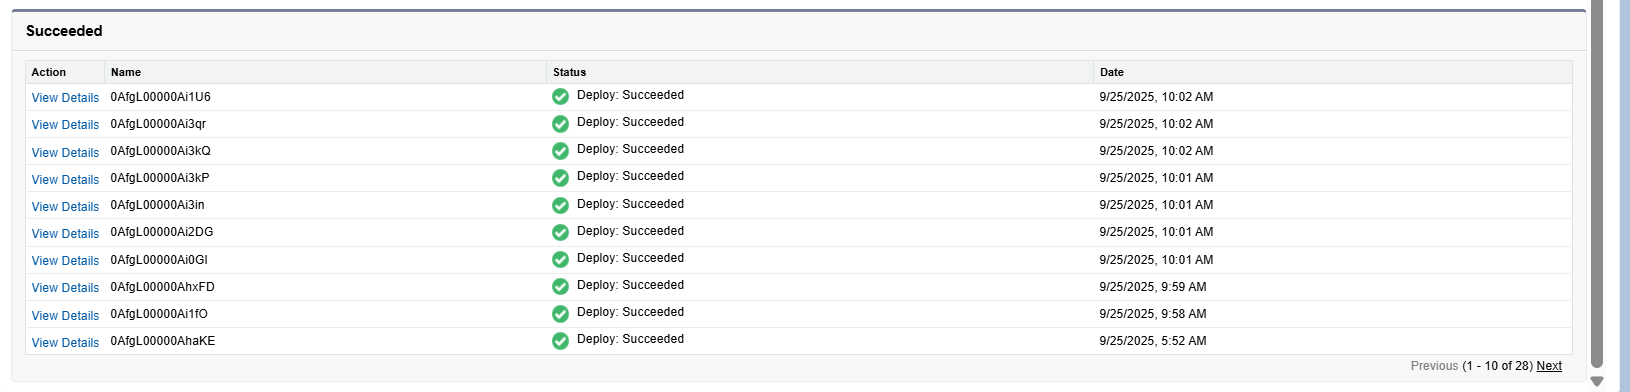 Succeeded
Action Name Status Date
View Details 0AfgL00000Ai1U6 Deploy: Succeeded 9/25/2025, 10:02 AM
View Details 0AfgL00000Ai3qr Deploy: Succeeded 9/25/2025, 10:02 AM
View Details 0AfgL00000Ai3kQ Deploy: Succeeded 9/25/2025, 10:02 AM
View Details 0AfgL00000Ai3kP Deploy: Succeeded 9/25/2025, 10:01 AM
View Details 0AfgL00000Ai3in Deploy: Succeeded 9/25/2025, 10:01 AM
View Details 0AfgL00000Ai2DG Deploy: Succeeded 9/25/2025, 10:01 AM
View Details 0AfgL00000Ai0GI Deploy: Succeeded 9/25/2025, 10:01 AM
View Details 0AfgL00000AhxFD Deploy: Succeeded 9/25/2025, 9:59 AM
View Details 0AfgL00000Ai1fO Deploy: Succeeded 9/25/2025, 9:58 AM
View Details 0AfgL00000AhaKE Deploy: Succeeded 9/25/2025, 5:52 AM
Previous (1 - 10 of 28) Next